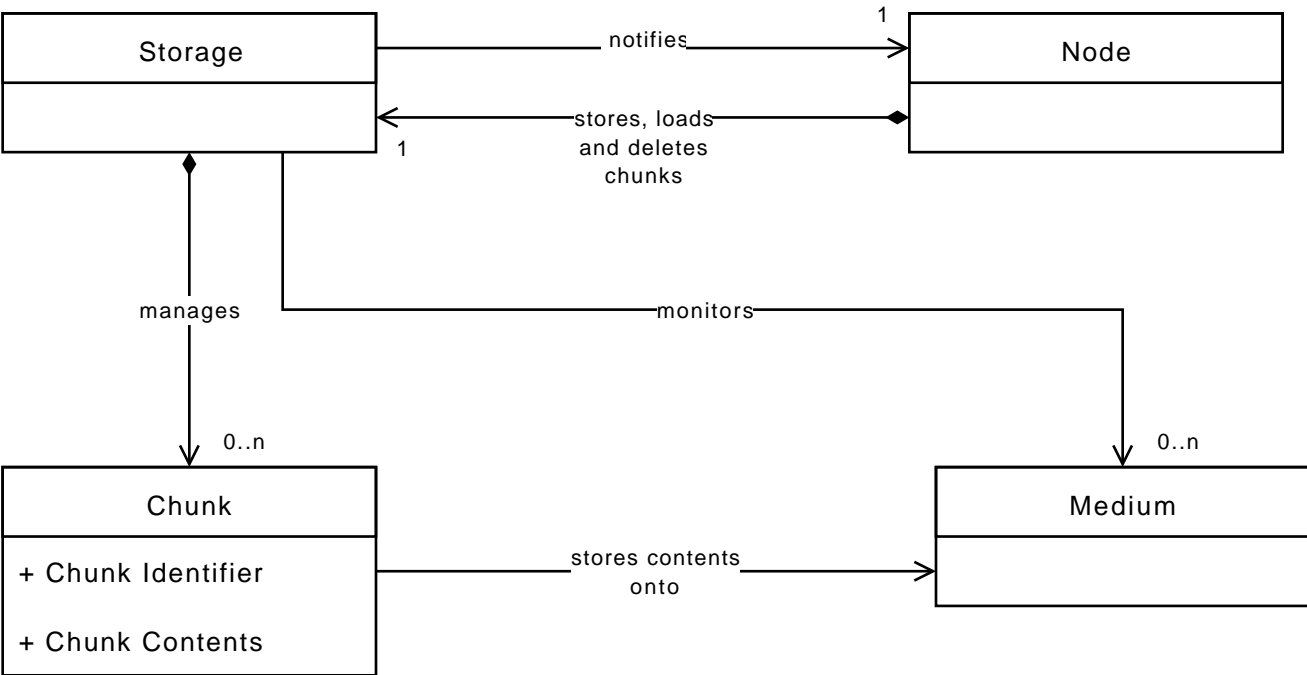 1
Storage
notifies
Node
stores, loads
1
and deletes
chunks
manages
monitors
0..n
0..n
Chunk
Medium
stores contents
+ Chunk Identifier
onto
+ Chunk Contents